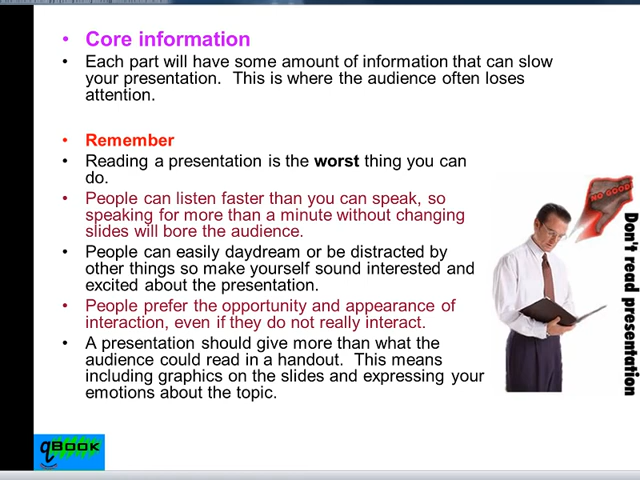 Core information
Each part will have some amount of information that can slow
your presentation.  This is where the audience often loses
attention.
Remember
Reading a presentation is the worst thing you can
do.
People can listen faster than you can speak, so
speaking for more than a minute without changing
slides will bore the audience.
People can easily daydream or be distracted by
other things so make yourself sound interested and
excited about the presentation.
People prefer the opportunity and appearance of
interaction, even if they do not really interact.
A presentation should give more than what the
audience could read in a handout.  This means
including graphics on the slides and expressing your
emotions about the topic.
NO GOOD!
Don't read presentation
qBOOK